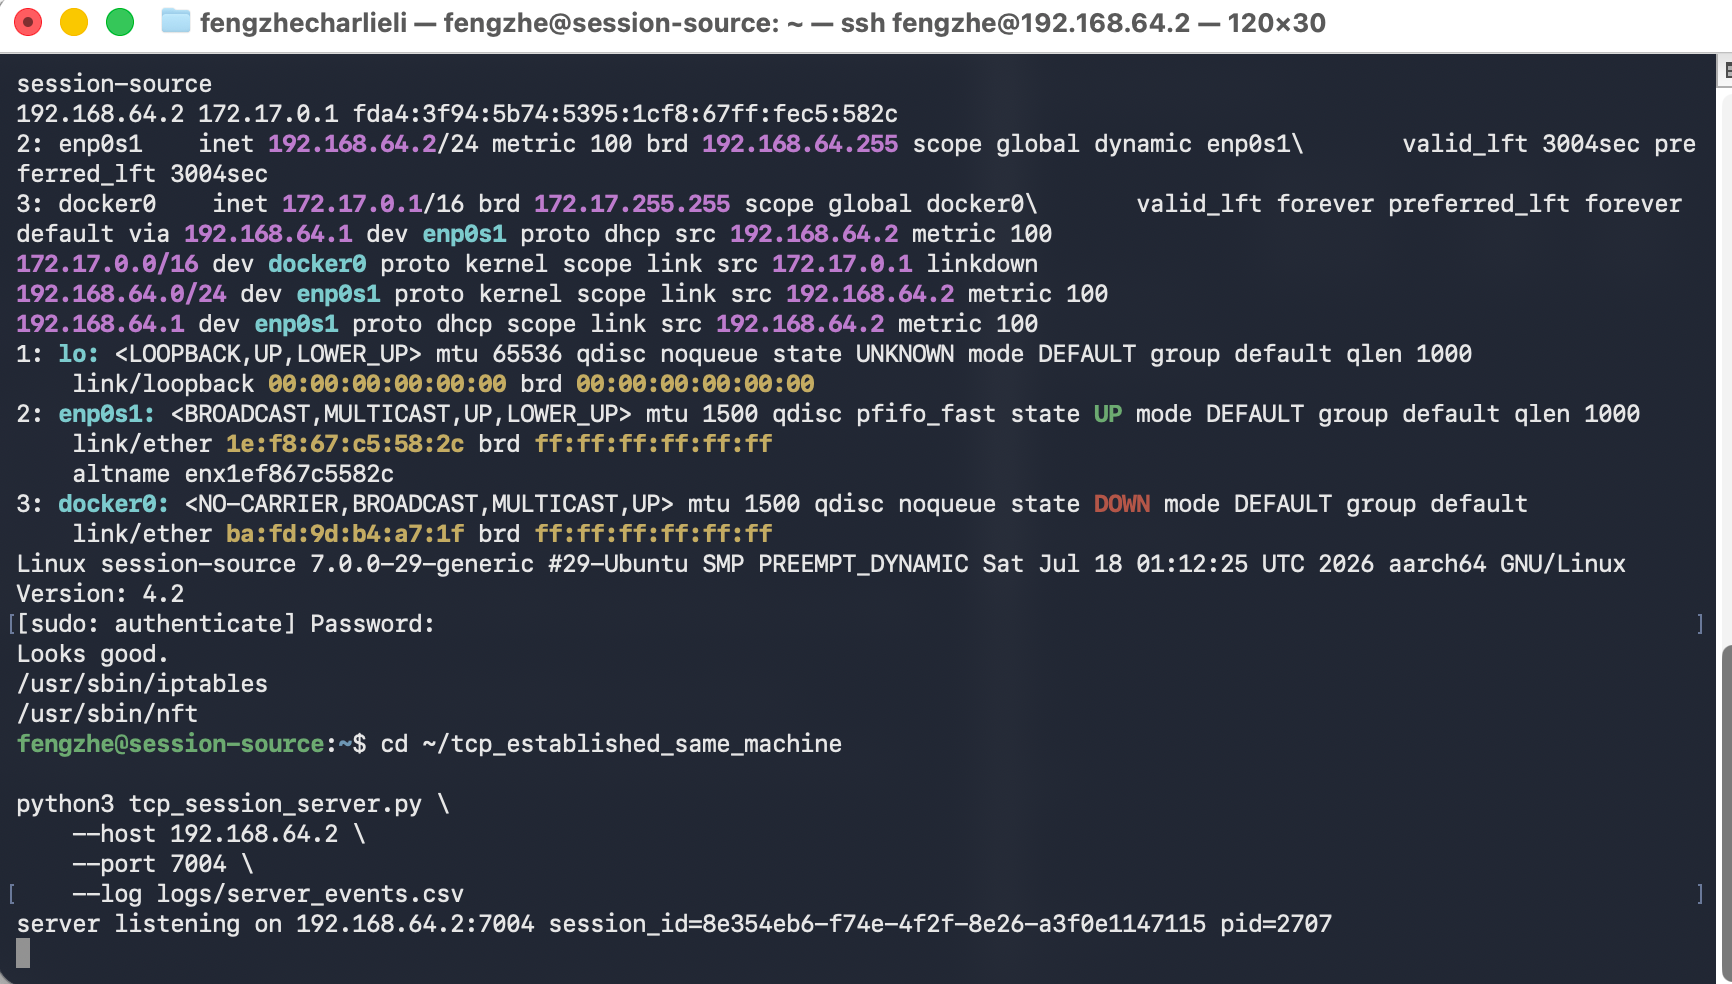 fengzhecharlieli — fengzhe@session-source: ~ — ssh fengzhe@192.168.64.2 — 120×30
session-source
192.168.64.2 172.17.0.1 fda4:3f94:5b74:5395:1cf8:67ff:fec5:582c
2: enp0s1    inet 192.168.64.2/24 metric 100 brd 192.168.64.255 scope global dynamic enp0s1\       valid_lft 3004sec pre
ferred_lft 3004sec
3: docker0    inet 172.17.0.1/16 brd 172.17.255.255 scope global docker0\       valid_lft forever preferred_lft forever
default via 192.168.64.1 dev enp0s1 proto dhcp src 192.168.64.2 metric 100
172.17.0.0/16 dev docker0 proto kernel scope link src 172.17.0.1 linkdown
192.168.64.0/24 dev enp0s1 proto kernel scope link src 192.168.64.2 metric 100
192.168.64.1 dev enp0s1 proto dhcp scope link src 192.168.64.2 metric 100
1: lo: <LOOPBACK,UP,LOWER_UP> mtu 65536 qdisc noqueue state UNKNOWN mode DEFAULT group default qlen 1000
    link/loopback 00:00:00:00:00:00 brd 00:00:00:00:00:00
2: enp0s1: <BROADCAST,MULTICAST,UP,LOWER_UP> mtu 1500 qdisc pfifo_fast state UP mode DEFAULT group default qlen 1000
    link/ether 1e:f8:67:c5:58:2c brd ff:ff:ff:ff:ff:ff
    altname enx1ef867c5582c
3: docker0: <NO-CARRIER,BROADCAST,MULTICAST,UP> mtu 1500 qdisc noqueue state DOWN mode DEFAULT group default
    link/ether ba:fd:9d:b4:a7:1f brd ff:ff:ff:ff:ff:ff
Linux session-source 7.0.0-29-generic #29-Ubuntu SMP PREEMPT_DYNAMIC Sat Jul 18 01:12:25 UTC 2026 aarch64 GNU/Linux
Version: 4.2
[[sudo: authenticate] Password: ]
Looks good.
/usr/sbin/iptables
/usr/sbin/nft
fengzhe@session-source:~$ cd ~/tcp_established_same_machine
python3 tcp_session_server.py \
    --host 192.168.64.2 \
    --port 7004 \
[    --log logs/server_events.csv ]
server listening on 192.168.64.2:7004 session_id=8e354eb6-f74e-4f2f-8e26-a3f0e1147115 pid=2707